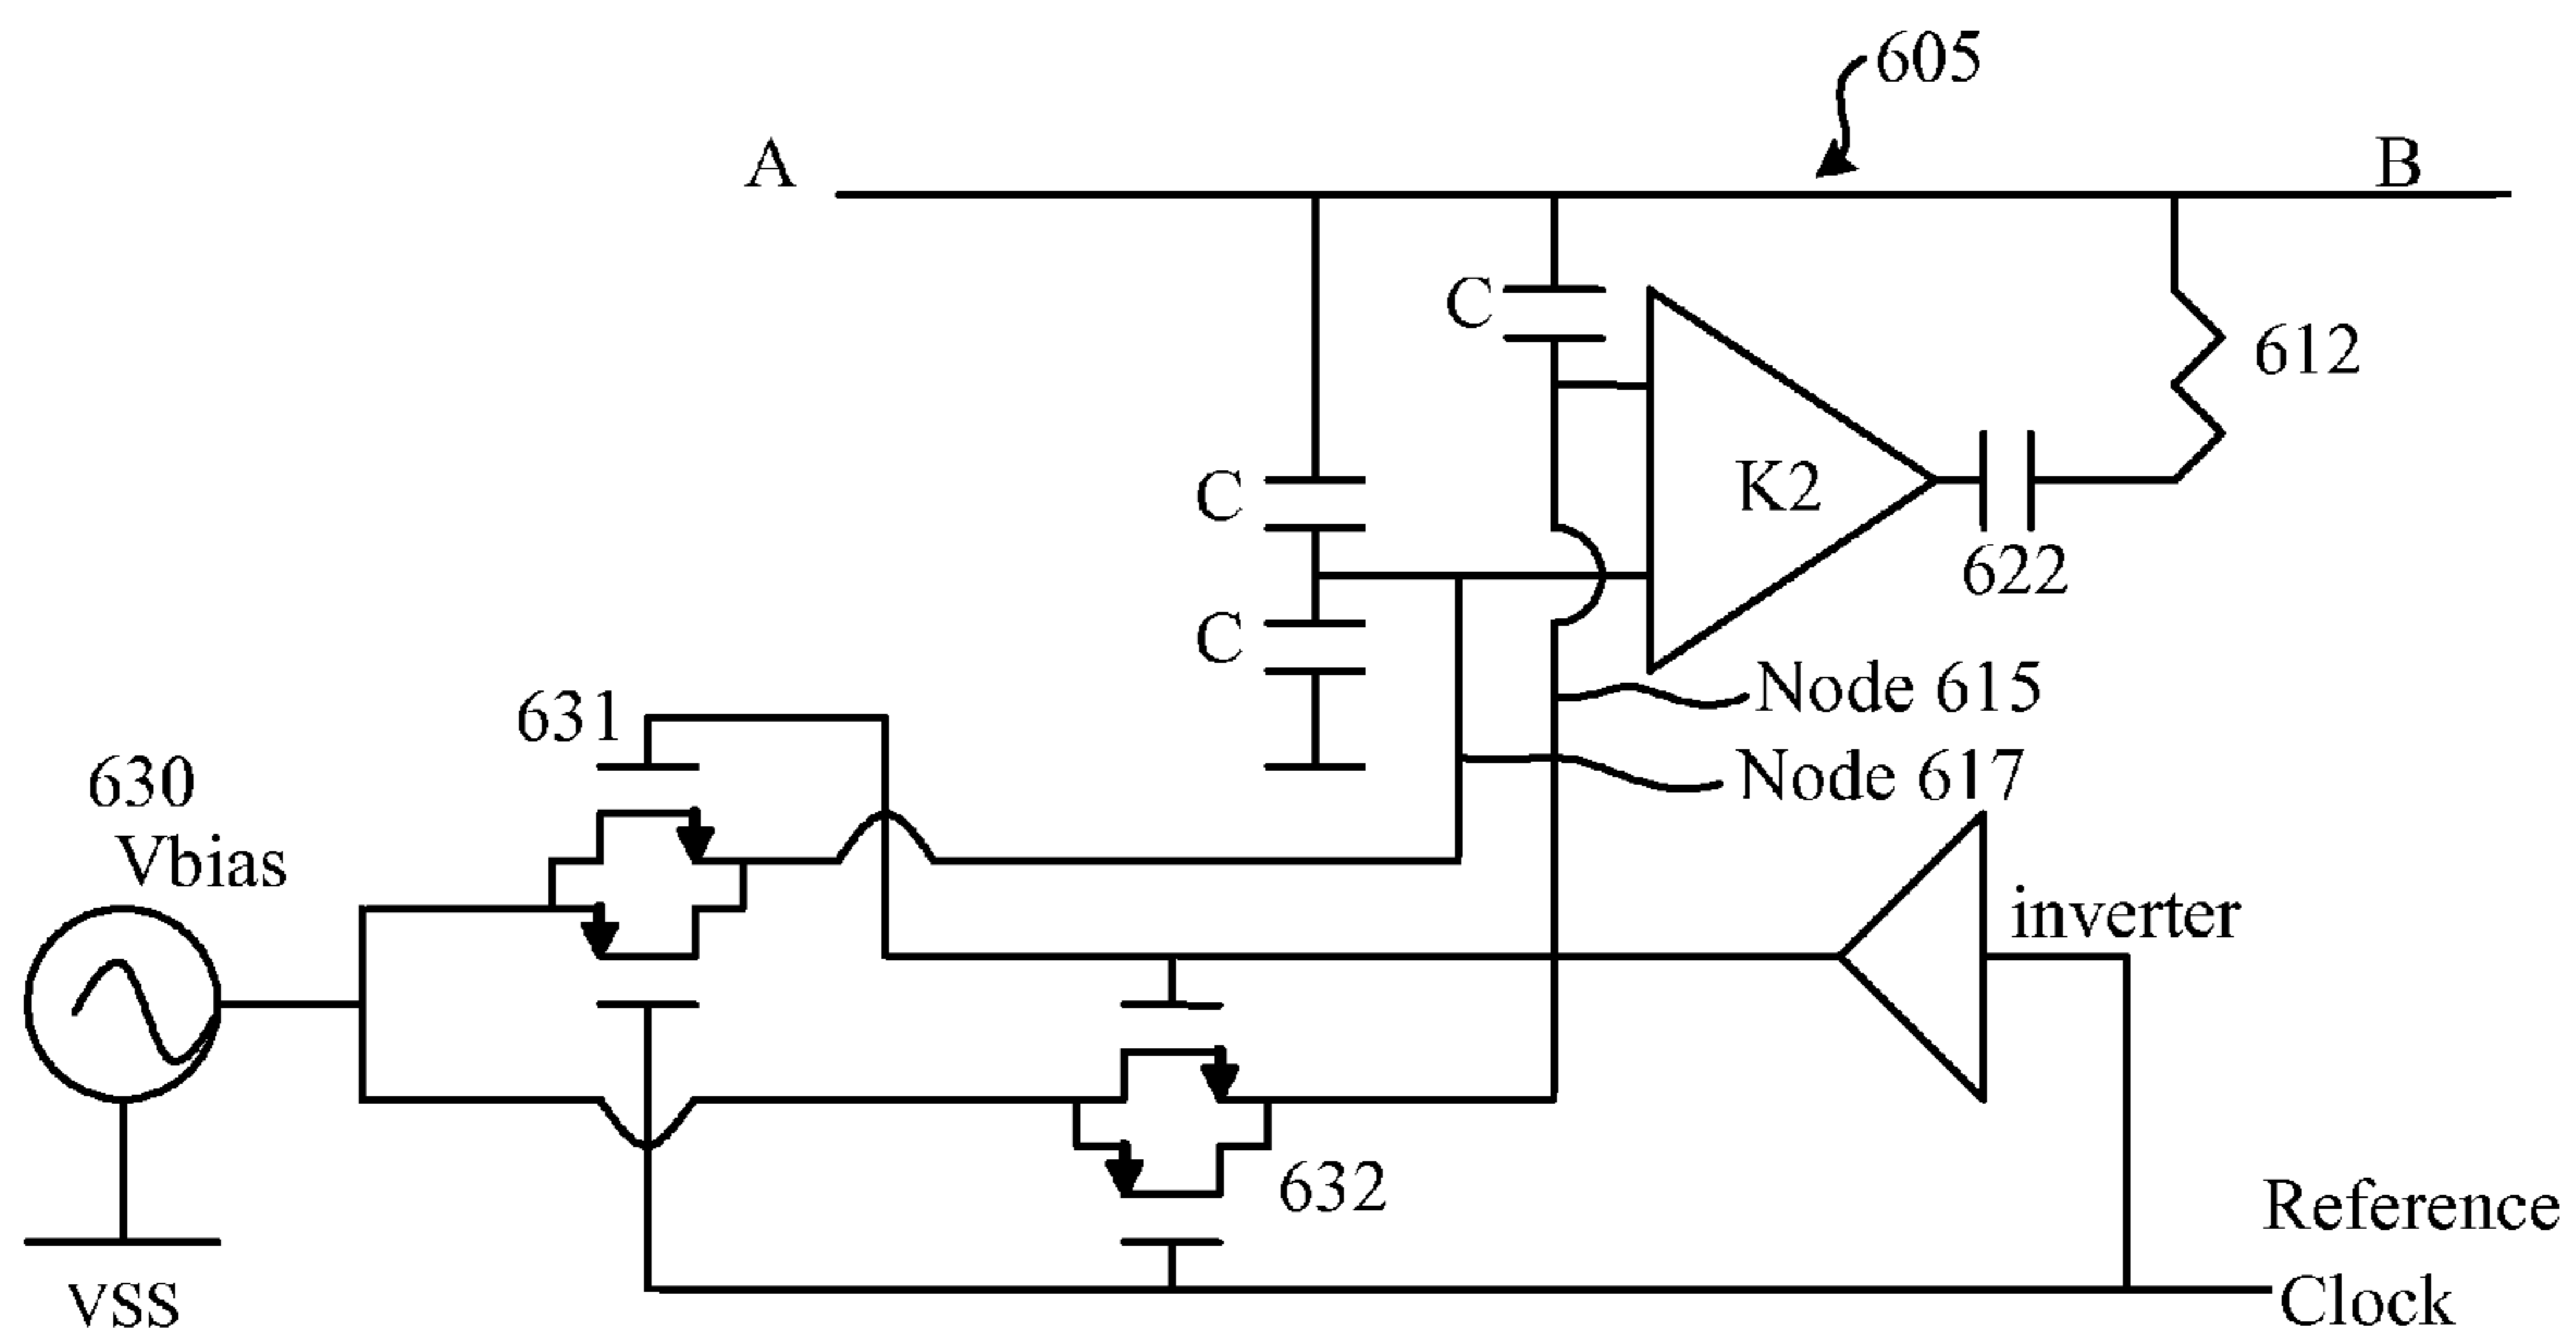 605
A
B
C
612
C
K2
622
C
Node 615
631
Node 617
630
Vbias
inverter
632
Reference
VSS
Clock